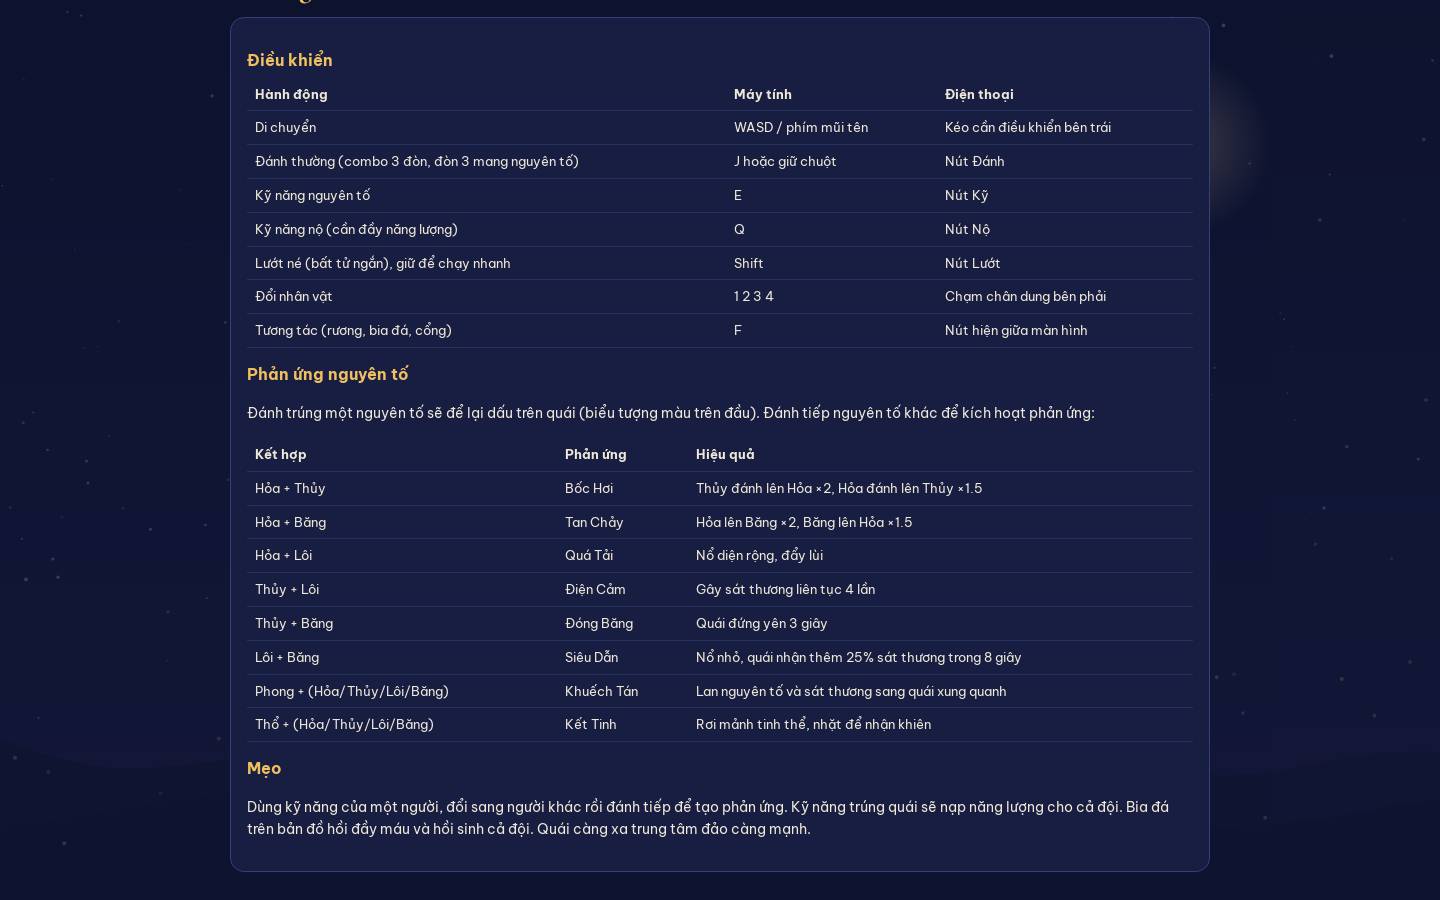 Điều khiển
Hành động Máy tính Điện thoại
Di chuyển WASD / phím mũi tên Kéo cần điều khiển bên trái
Đánh thường (combo 3 đòn, đòn 3 mang nguyên tố) J hoặc giữ chuột Nút Đánh
Kỹ năng nguyên tố E Nút Kỹ
Kỹ năng nộ (cần đầy năng lượng) Q Nút Nộ
Lướt né (bất tử ngắn), giữ để chạy nhanh Shift Nút Lướt
Đổi nhân vật 1 2 3 4 Chạm chân dung bên phải
Tương tác (rương, bia đá, cổng) F Nút hiện giữa màn hình
Phản ứng nguyên tố
Đánh trúng một nguyên tố sẽ để lại dấu trên quái (biểu tượng màu trên đầu). Đánh tiếp nguyên tố khác để kích hoạt phản ứng:
Kết hợp Phản ứng Hiệu quả
Hỏa + Thủy Bốc Hơi Thủy đánh lên Hỏa ×2, Hỏa đánh lên Thủy ×1.5
Hỏa + Băng Tan Chảy Hỏa lên Băng ×2, Băng lên Hỏa ×1.5
Hỏa + Lôi Quá Tải Nổ diện rộng, đẩy lùi
Thủy + Lôi Điện Cảm Gây sát thương liên tục 4 lần
Thủy + Băng Đóng Băng Quái đứng yên 3 giây
Lôi + Băng Siêu Dẫn Nổ nhỏ, quái nhận thêm 25% sát thương trong 8 giây
Phong + (Hỏa/Thủy/Lôi/Băng) Khuếch Tán Lan nguyên tố và sát thương sang quái xung quanh
Thổ + (Hỏa/Thủy/Lôi/Băng) Kết Tinh Rơi mảnh tinh thể, nhặt để nhận khiên
Mẹo
Dùng kỹ năng của một người, đổi sang người khác rồi đánh tiếp để tạo phản ứng. Kỹ năng trúng quái sẽ nạp năng lượng cho cả đội. Bia đá
trên bản đồ hồi đầy máu và hồi sinh cả đội. Quái càng xa trung tâm đảo càng mạnh.